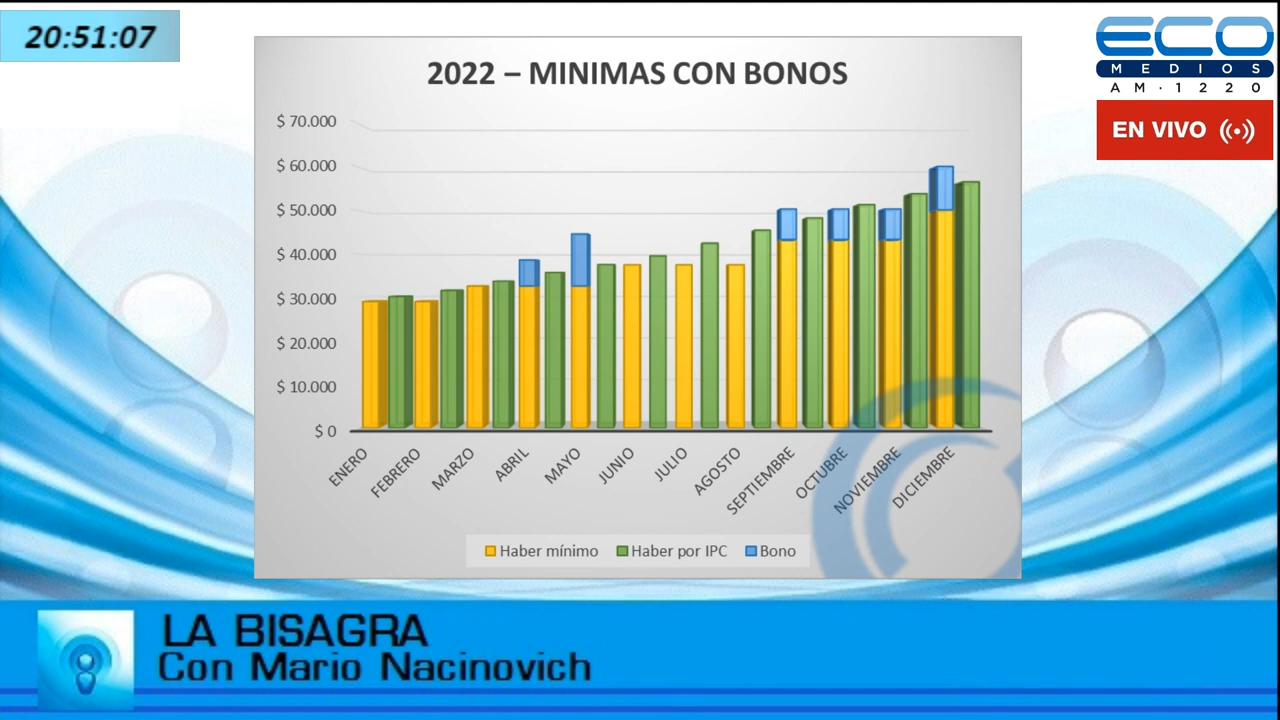 20:51:07
ECO
MEDIOS
AM·1220
EN VIVO
2022 – MINIMAS CON BONOS
$ 70.000
$ 60.000
$ 50.000
$ 40.000
$ 30.000
$ 20.000
$ 10.000
$ 0
ENERO
FEBRERO
MARZO
ABRIL
MAYO
JUNIO
JULIO
AGOSTO
SEPTIEMBRE
OCTUBRE
NOVIEMBRE
DICIEMBRE
Haber mínimo Haber por IPC Bono
LA BISAGRA
Con Mario Nacinovich